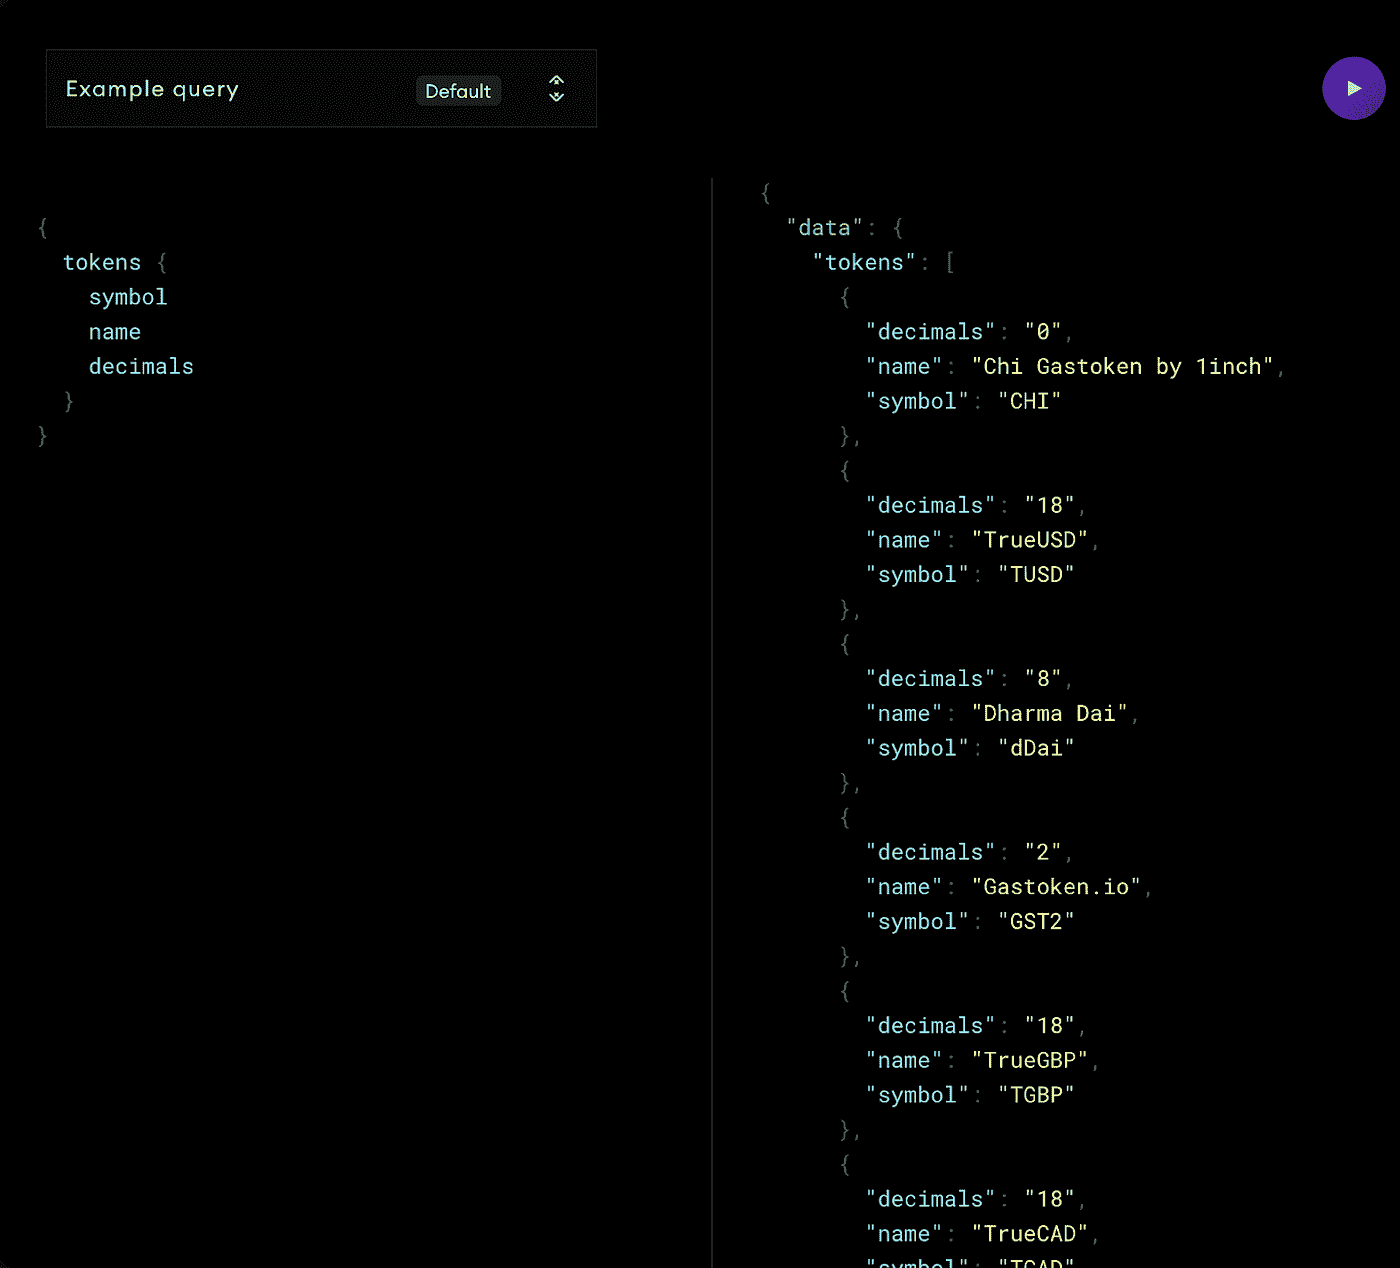 Example query
Default
{
  tokens {
    symbol
    name
    decimals
  }
}
{
  "data": {
    "tokens": [
      {
        "decimals": "0",
        "name": "Chi Gastoken by 1inch",
        "symbol": "CHI"
      },
      {
        "decimals": "18",
        "name": "TrueUSD",
        "symbol": "TUSD"
      },
      {
        "decimals": "8",
        "name": "Dharma Dai",
        "symbol": "dDai"
      },
      {
        "decimals": "2",
        "name": "Gastoken.io",
        "symbol": "GST2"
      },
      {
        "decimals": "18",
        "name": "TrueGBP",
        "symbol": "TGBP"
      },
      {
        "decimals": "18",
        "name": "TrueCAD",
        "symbol": "TCAD"